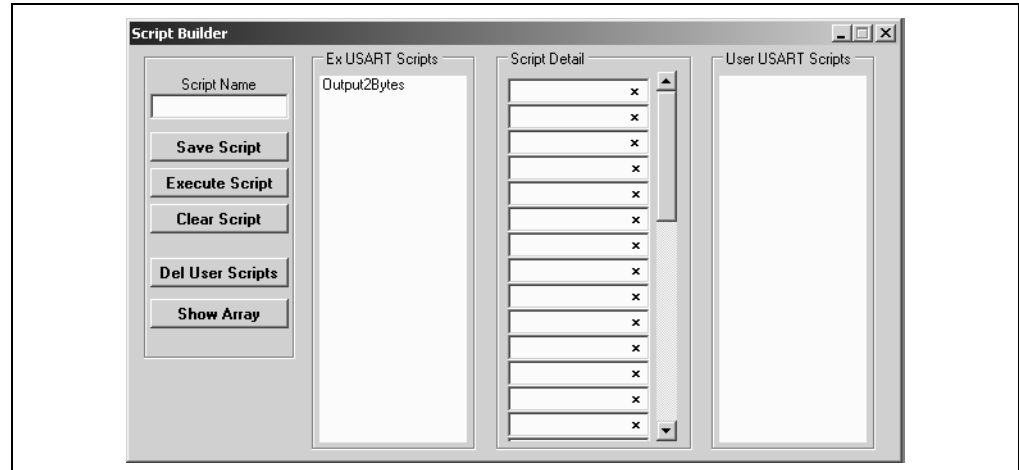 Script Builder
Script Name
Save Script
Execute Script
Clear Script
Del User Scripts
Show Array
Ex USART Scripts
Output2Bytes
Script Detail
x
x
x
x
x
x
x
x
x
x
x
x
x
x
User USART Scripts